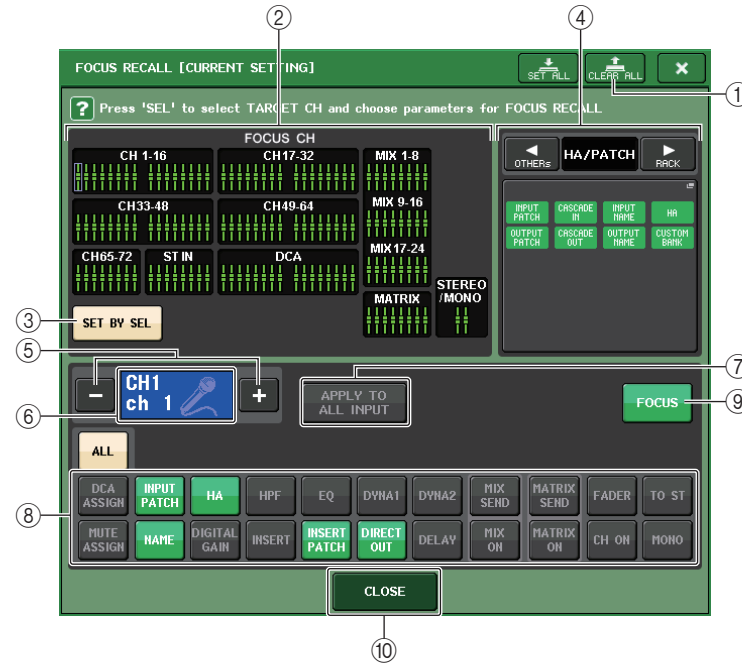 ② ④
FOCUS RECALL [CURRENT SETTING]
SET ALL
CLEAR ALL
①
? Press 'SEL' to select TARGET CH and choose parameters for FOCUS RECALL
FOCUS CH
CH 1-16
CH17-32
MIX 1-8
CH33-48
CH49-64
MIX 9-16
CH65-72
ST IN
DCA
MIX17-24
MATRIX
STEREO
/MONO
OTHERs
HA/PATCH
RACK
INPUT PATCH
CASCADE IN
INPUT NAME
HA
OUTPUT PATCH
CASCADE OUT
OUTPUT NAME
CUSTOM BANK
③
SET BY SEL
⑤
⑥
−
CH1
ch 1
+
APPLY TO
ALL INPUT
⑦
FOCUS
⑨
ALL
⑧
DCA ASSIGN
INPUT PATCH
HA
HPF
EQ
DYNA1
DYNA2
MIX SEND
MATRIX SEND
FADER
TO ST
MUTE ASSIGN
NAME
DIGITAL GAIN
INSERT
INSERT PATCH
DIRECT OUT
DELAY
MIX ON
MATRIX ON
CH ON
MONO
CLOSE
⑩